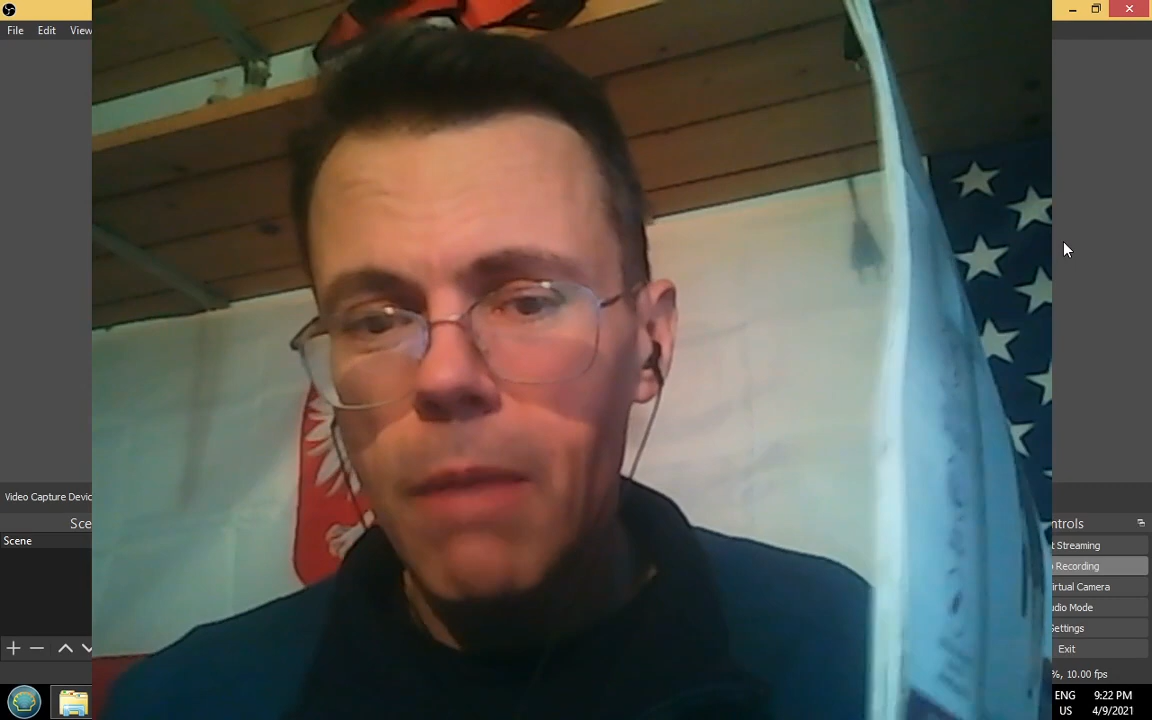 File Edit View
Video Capture Devic
Sce
Scene
ntrols
t Streaming
Recording
irtual Camera
udio Mode
Settings
Exit
%, 10.00 fps
ENG
US
9:22 PM
4/9/2021